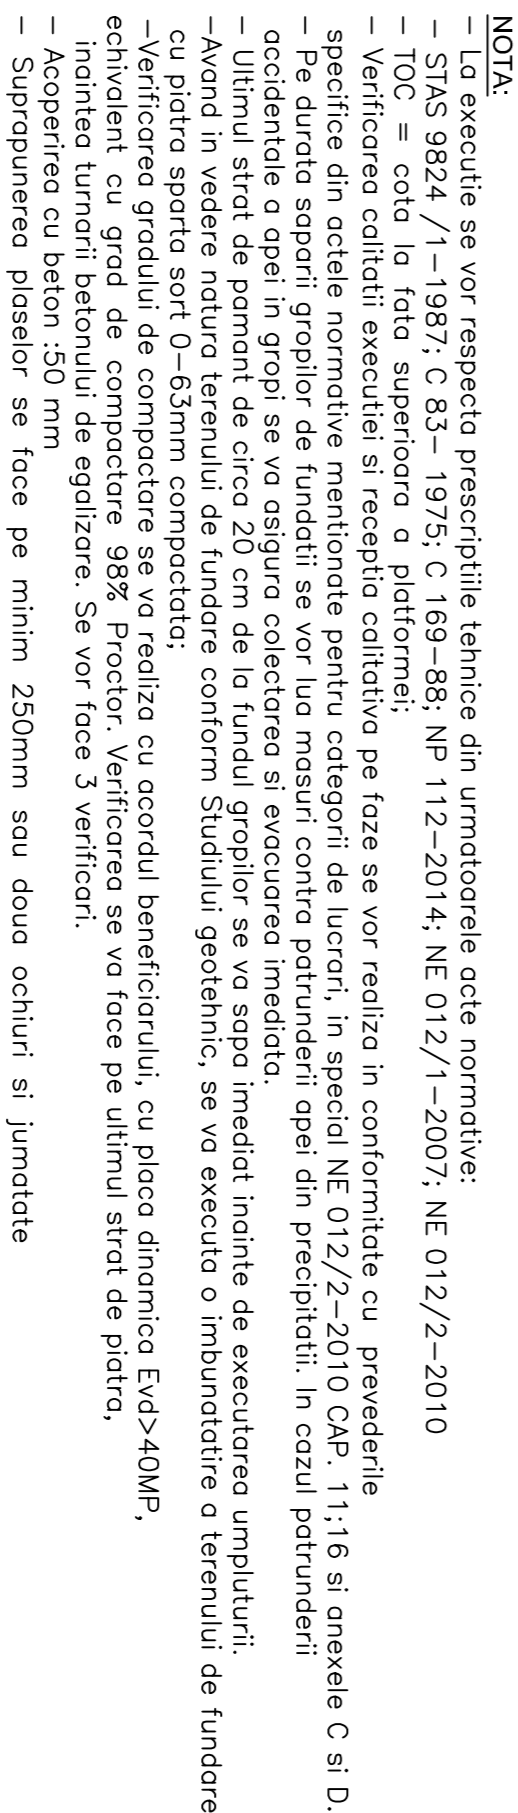 NOTA:
– La executie se vor respecta prescriptiile tehnice din urmatoarele acte normative:
– STAS 9824 /1–1987; C 83– 1975; C 169–88; NP 112–2014; NE 012/1–2007; NE 012/2–2010
– TOC = cota la fata superioara a platformei;
– Verificarea calitatii executiei si receptia calitativa pe faze se vor realiza in conformitate cu prevederile
specifice din actele normative mentionate pentru categorii de lucrari, in special NE 012/2–2010 CAP. 11;16 si anexele C si D.
– Pe durata saparii gropilor de fundatii se vor lua masuri contra patrunderii apei din precipitatii. In cazul patrunderii
accidentale a apei in gropi se va asigura colectarea si evacuarea imediata.
– Ultimul strat de pamant de circa 20 cm de la fundul gropilor se va sapa imediat inainte de executarea umpluturii.
–Avand in vedere natura terenului de fundare conform Studiului geotehnic, se va executa o imbunatatire a terenului de fundare
cu piatra sparta sort 0–63mm compactata;
–Verificarea gradului de compactare se va realiza cu acordul beneficiarului, cu placa dinamica Evd>40MP,
echivalent cu grad de compactare 98% Proctor. Verificarea se va face pe ultimul strat de piatra,
inaintea turnarii betonului de egalizare. Se vor face 3 verificari.
– Acoperirea cu beton :50 mm
– Suprapunerea plaselor se face pe minim 250mm sau doua ochiuri si jumatate